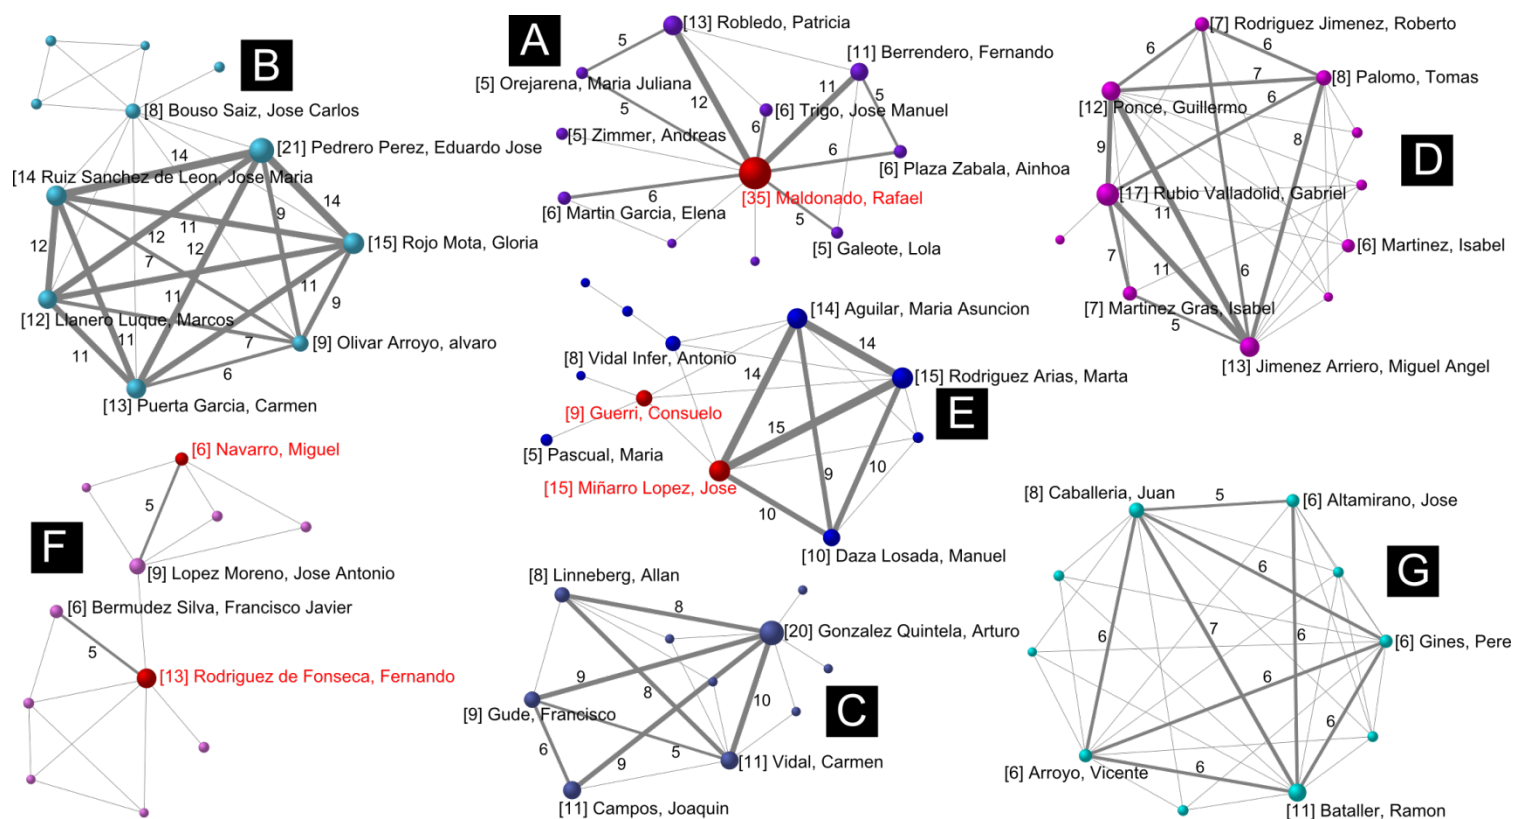 B
[8] Bouso Saiz, Jose Carlos
[21] Pedrero Perez, Eduardo Jose
14
[14 Ruiz Sanchez de Leon, Jose Maria
14
9
[15] Rojo Mota, Gloria
12
12
11
12
7
11
9
11
[12] Llanero Luque, Marcos
11
11
7
[9] Olivar Arroyo, alvaro
6
[13] Puerta Garcia, Carmen
A
[13] Robledo, Patricia
5
[11] Berrendero, Fernando
[5] Orejarena, Maria Juliana
12
11
5
5
[6] Trigo, Jose Manuel
[5] Zimmer, Andreas
6
6
[6] Plaza Zabala, Ainhoa
6
[35] Maldonado, Rafael
[6] Martin Garcia, Elena
5
[5] Galeote, Lola
D
[7] Rodriguez Jimenez, Roberto
6
6
7
[8] Palomo, Tomas
[12] Ponce, Guillermo
6
9
8
[17] Rubio Valladolid, Gabriel
11
[6] Martinez, Isabel
7
11
6
[7] Martinez Gras, Isabel
5
[13] Jimenez Arriero, Miguel Angel
[14] Aguilar, Maria Asuncion
14
[8] Vidal Infer, Antonio
14
[15] Rodriguez Arias, Marta
E
[9] Guerri, Consuelo
15
[5] Pascual, Maria
9
10
[15] Miñarro Lopez, Jose
10
[10] Daza Losada, Manuel
F
[6] Navarro, Miguel
5
[9] Lopez Moreno, Jose Antonio
[6] Bermudez Silva, Francisco Javier
5
[13] Rodriguez de Fonseca, Fernando
C
[8] Linneberg, Allan
8
[20] Gonzalez Quintela, Arturo
9
8
10
[9] Gude, Francisco
6
9
5
[11] Vidal, Carmen
[11] Campos, Joaquin
G
[8] Caballeria, Juan
5
[6] Altamirano, Jose
6
6
7
6
[6] Gines, Pere
6
6
[6] Arroyo, Vicente
6
[11] Bataller, Ramon